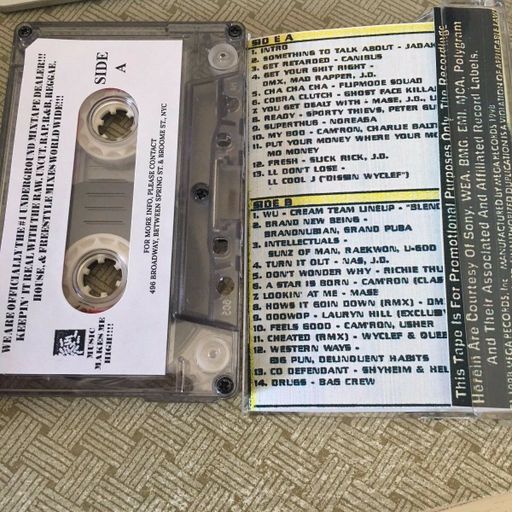 WE ARE OFFICIALLY THE #1 UNDERGROUND MIXTAPE DEALER!!!
KEEPIN' IT REAL WITH THE RAW, UNCUT, RAP, R&B, REGGAE,
HOUSE, & FREESTYLE MIXES WORLDWIDE!!!
SIDE
A
FOR MORE INFO, PLEASE CONTACT
496 BROADWAY, BETWEEN SPRING ST. & BROOME ST., NYC
MUSIC
MAKES ME
HIGH!!!!
SIDE A
1. INTRO
2. SOMETHING TO TALK ABOUT - JADAK
3. GET RETARDED - CANIBUS
4. GET YOUR SHIT RIGHT -
DMX, MAD RAPPER, J.D.
5. CHA CHA CHA - FLIPMODE SQUAD
6. COBRA CLUTCH - GHOST FACE KILLA
7. YOU GET DEALT WITH - MASE, J.D., L
8. READY - SPORTY THIEVS, PETER GU
9. SUPERTHUG - NOREAGA
10. MY BOO - CAM'RON, CHARLIE BALT
11. PUT YOUR MONEY WHERE YOUR MO
MO MONEY
12. FRESH - SLICK RICK, J.D.
13. LL DON'T LOSE -
LL COOL J ("DISSIN WYCLEF")
SIDE B
1. WU - CREAM TEAM LINEUP - "BLEND
2. BRAND NEW BEING -
BRANDNUBIAN, GRAND PUBA
3. INTELLECTUALS -
SUNZ OF MAN, RAEKWON, U-GOD
4. TURN IT OUT - NAS, J.D.
5. DON'T WONDER WHY - RICHIE THU
6. A STAR IS BORN - CAM'RON (CLA
7. LOOKIN' AT ME - MASE
8. HOWS IT GOIN DOWN (RMX) - DM
9. DOOWOP - LAURYN HILL (EXCLUSI
10. FEELS GOOD - CAM'RON, USHER
11. CHEATED (RMX) - WYCLEF & QUEE
12. WESTERN WAYS -
BIG PUN, DELINQUENT HABITS
13. CO DEFENDANT - SHYHEIM & HEL
14. DRUGS - BAS CREW
This Tape Is For Promotional Purposes Only. The Recordings
Herein Are Courtesy Of Sony, WEA, BMG, EMI, MCA, Polygram
And Their Associated And Affiliated Record Labels.